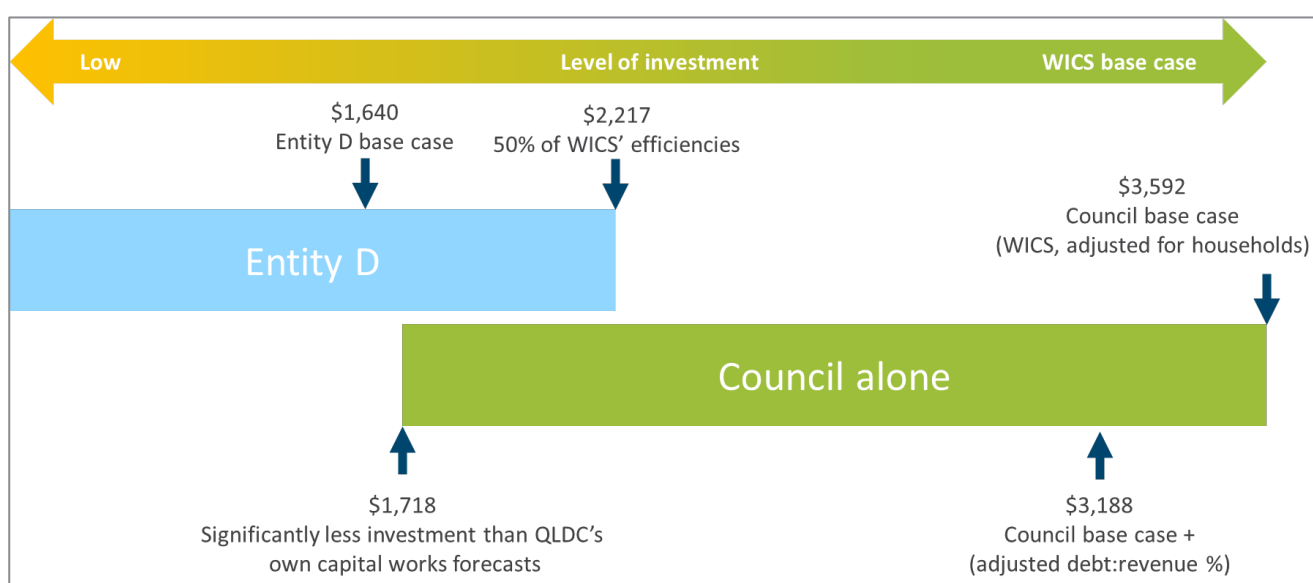 Low Level of investment WICS base case
$1,640
Entity D base case
$2,217
50% of WICS’ efficiencies
$3,592
Council base case
(WICS, adjusted for households)
Entity D
Council alone
$1,718
Significantly less investment than QLDC’s
own capital works forecasts
$3,188
Council base case +
(adjusted debt:revenue %)